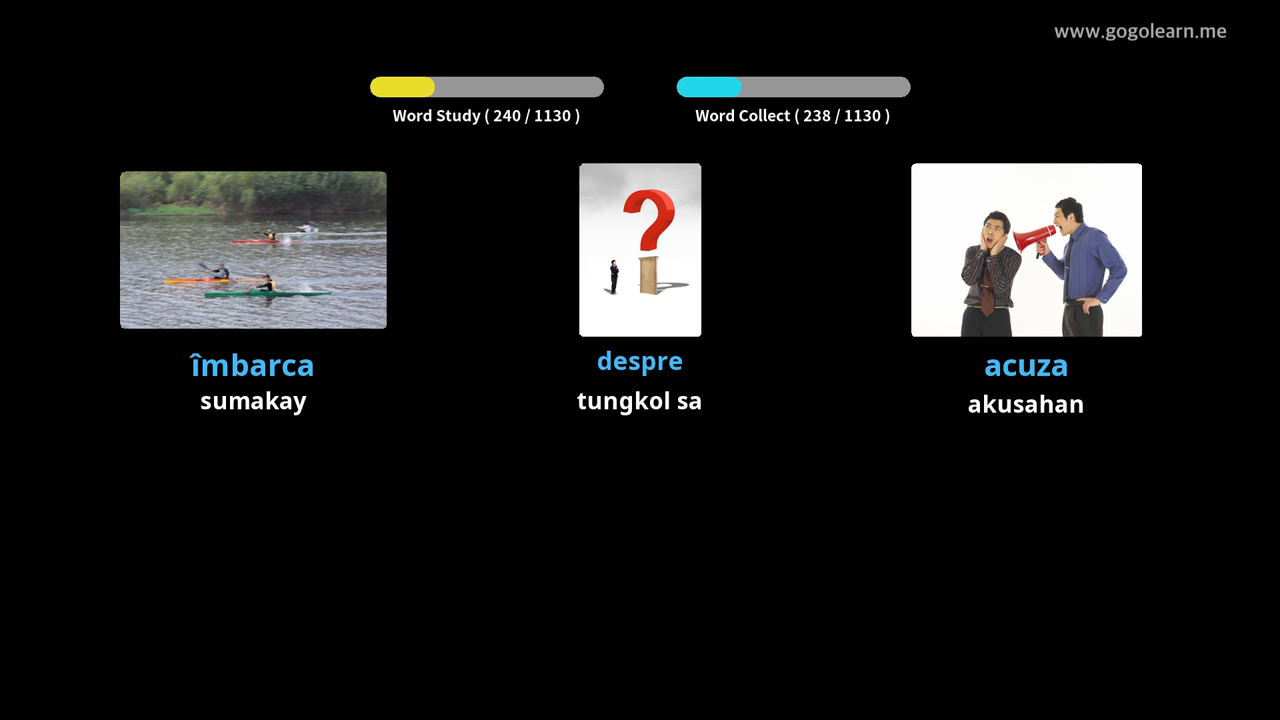 www.gogolearn.me
Word Study ( 240 / 1130 )
Word Collect ( 238 / 1130 )
îmbarca
despre
acuza
sumakay
tungkol sa
akusahan